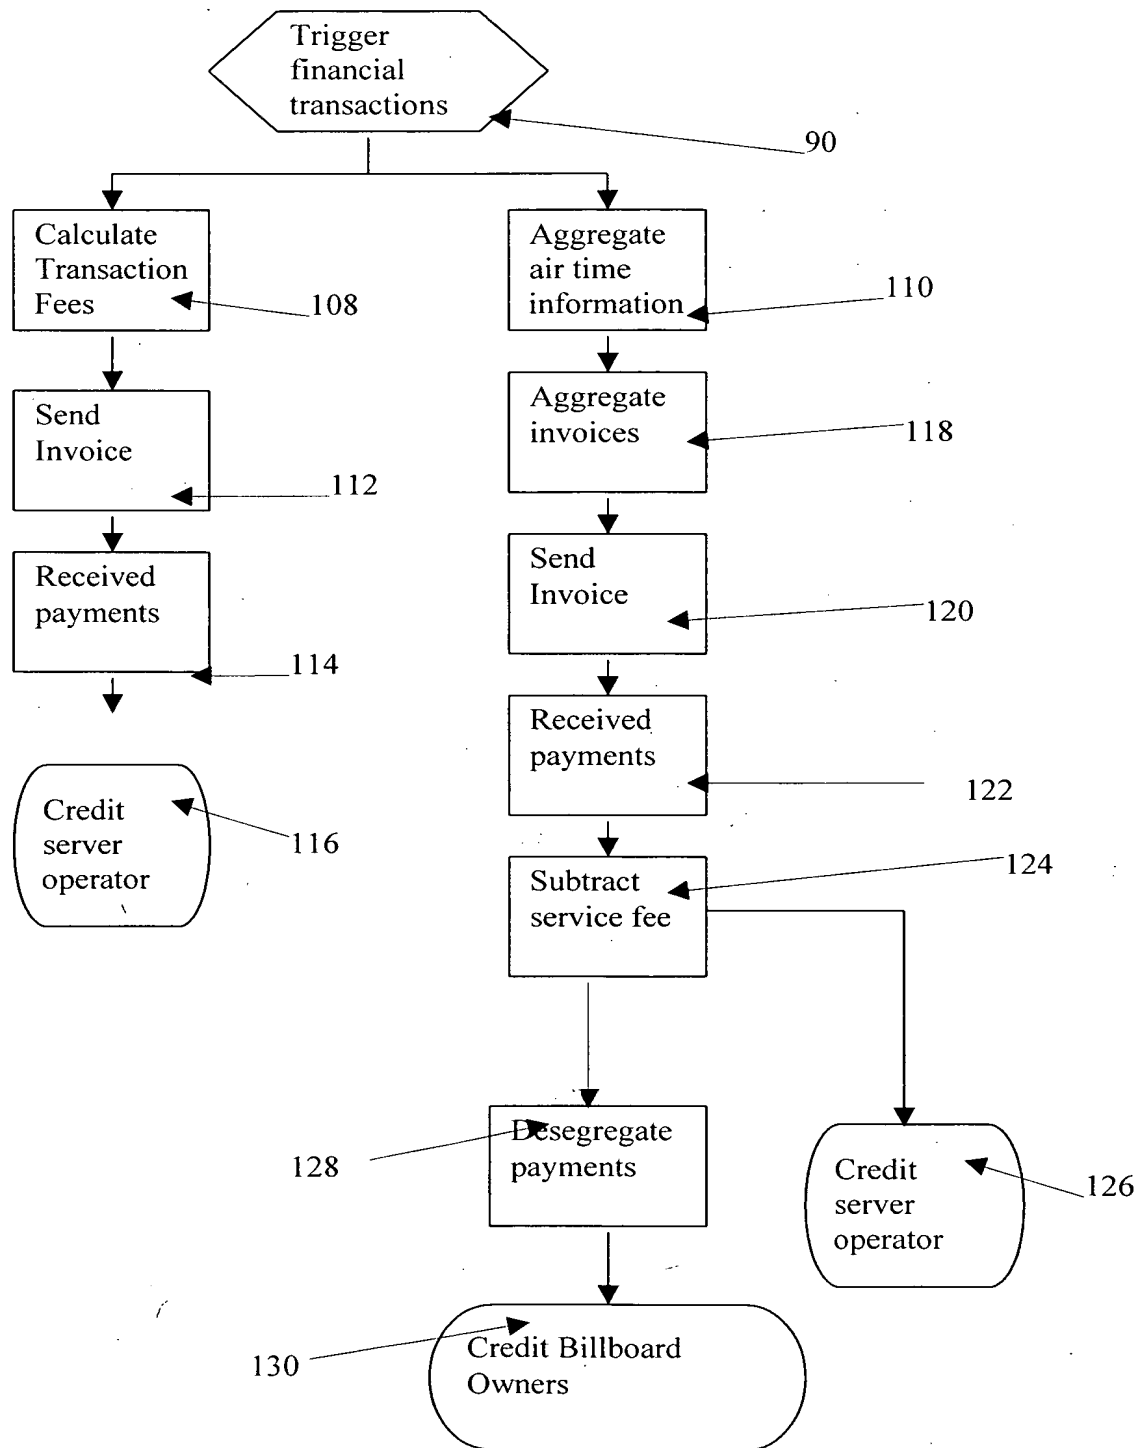 Trigger
financial
transactions
90
Calculate
Transaction
Fees
108
Aggregate
air time
information
110
Send
Invoice
112
Aggregate
invoices
118
Received
payments
114
Send
Invoice
120
Received
payments
122
Credit
server
operator
116
Subtract
service fee
124
Desegregate
payments
128
Credit
server
operator
126
Credit Billboard
Owners
130